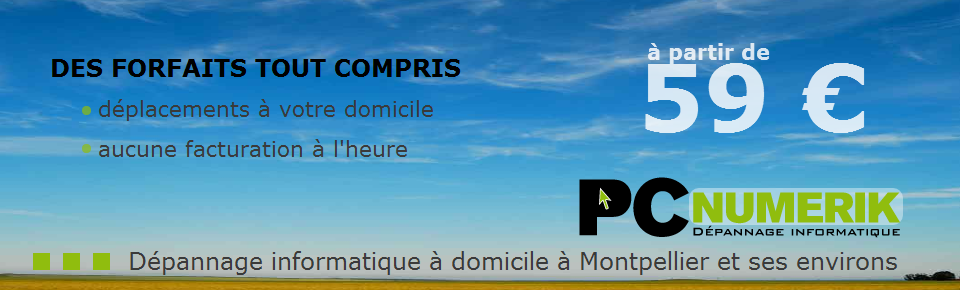 DES FORFAITS TOUT COMPRIS
déplacements à votre domicile
aucune facturation à l'heure
à partir de
59 €
PC NUMERIK
DÉPANNAGE INFORMATIQUE
Dépannage informatique à domicile à Montpellier et ses environs